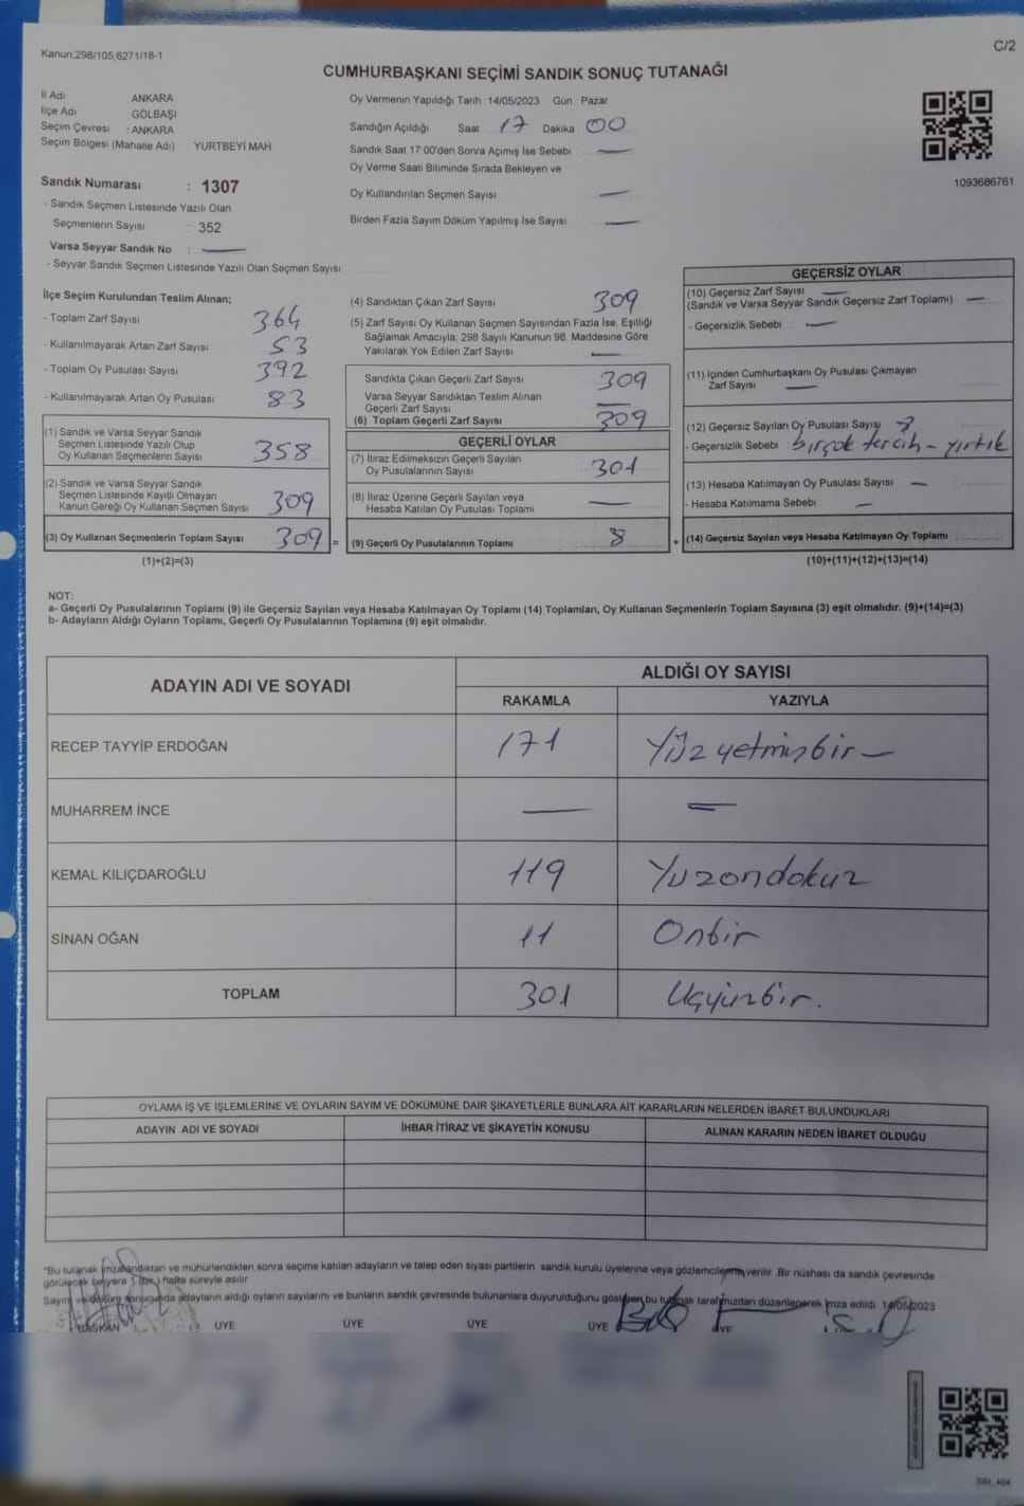 Kanun:298/105,6271/18-1
C/2
CUMHURBAŞKANI SEÇİMİ SANDIK SONUÇ TUTANAĞI
İl Adı ANKARA
İlçe Adı GÖLBAŞI
Seçim Çevresi : ANKARA
Seçim Bölgesi (Mahalle Adı) YURTBEYİ MAH
Sandık Numarası : 1307
- Sandık Seçmen Listesinde Yazılı Olan
Seçmenlerin Sayısı 352
Varsa Seyyar Sandık No : —
- Seyyar Sandık Seçmen Listesinde Yazılı Olan Seçmen Sayısı
Oy Vermenin Yapıldığı Tarih :14/05/2023 Gün : Pazar
Sandığın Açıldığı Saat 17 Dakika 00
Sandık Saat 17:00'den Sonra Açımış İse Sebebi —
Oy Verme Saati Bitiminde Sırada Bekleyen ve
Oy Kullandırılan Seçmen Sayısı —
Birden Fazla Sayım Döküm Yapılmış İse Sayısı —
1093686761
İlçe Seçim Kurulundan Teslim Alınan;
- Toplam Zarf Sayısı 364
- Kullanılmayarak Artan Zarf Sayısı 53
- Toplam Oy Pusulası Sayısı 392
- Kullanılmayarak Artan Oy Pusulası 83
(1) Sandık ve Varsa Seyyar Sandık
Seçmen Listesinde Yazılı Olup
Oy Kullanan Seçmenlerin Sayısı 358
(2) Sandık ve Varsa Seyyar Sandık
Seçmen Listesinde Kayıtlı Olmayan
Kanun Gereği Oy Kullanan Seçmen Sayısı 309
(3) Oy Kullanan Seçmenlerin Toplam Sayısı 309 =
(1)+(2)=(3)
(4) Sandıktan Çıkan Zarf Sayısı 309
(5) Zarf Sayısı Oy Kullanan Seçmen Sayısından Fazla İse, Eşitliği
Sağlamak Amacıyla; 298 Sayılı Kanunun 98. Maddesine Göre
Yakılarak Yok Edilen Zarf Sayısı —
Sandıkta Çıkan Geçerli Zarf Sayısı 309
Varsa Seyyar Sandıktan Teslim Alınan
Geçerli Zarf Sayısı —
(6) Toplam Geçerli Zarf Sayısı 309
GEÇERLİ OYLAR
(7) İtiraz Edilmeksizin Geçerli Sayılan
Oy Pusulalarının Sayısı 301
(8) İtiraz Üzerine Geçerli Sayılan veya
Hesaba Katılan Oy Pusulası Toplamı —
(9) Geçerli Oy Pusulalarının Toplamı 8 +
GEÇERSİZ OYLAR
(10) Geçersiz Zarf Sayısı —
(Sandık ve Varsa Seyyar Sandık Geçersiz Zarf Toplamı) —
- Geçersizlik Sebebi —
(11) İçinden Cumhurbaşkanı Oy Pusulası Çıkmayan
Zarf Sayısı —
(12) Geçersiz Sayılan Oy Pusulası Sayısı
- Geçersizlik Sebebi birçok tercih - yırtık
(13) Hesaba Katılmayan Oy Pusulası Sayısı —
- Hesaba Katılmama Sebebi —
(14) Geçersiz Sayılan veya Hesaba Katılmayan Oy Toplamı
(10)+(11)+(12)+(13)=(14)
NOT:
a- Geçerli Oy Pusulalarının Toplamı (9) ile Geçersiz Sayılan veya Hesaba Katılmayan Oy Toplamı (14) Toplamları, Oy Kullanan Seçmenlerin Toplam Sayısına (3) eşit olmalıdır. (9)+(14)=(3)
b- Adayların Aldığı Oyların Toplamı, Geçerli Oy Pusulalarının Toplamına (9) eşit olmalıdır.
ADAYIN ADI VE SOYADI
ALDIĞI OY SAYISI
RAKAMLA YAZIYLA
RECEP TAYYİP ERDOĞAN 171 Yüzyetmişbir —
MUHARREM İNCE — —
KEMAL KILIÇDAROĞLU 119 Yuzondokuz
SİNAN OĞAN 11 Onbir
TOPLAM 301 Uçyüzbir.
OYLAMA İŞ VE İŞLEMLERİNE VE OYLARIN SAYIM VE DÖKÜMÜNE DAİR ŞİKAYETLERLE BUNLARA AİT KARARLARIN NELERDEN İBARET BULUNDUKLARI
ADAYIN ADI VE SOYADI İHBAR İTİRAZ VE ŞİKAYETİN KONUSU ALINAN KARARIN NEDEN İBARET OLDUĞU
"Bu tutanak imzalandıktan ve mühürlendikten sonra seçime katılan adayların ve talep eden siyasi partilerin sandık kurulu üyelerine veya gözlemcilerine verilir. Bir nüshası da sandık çevresinde
görülecek bir yere 1 (bir) hafta süreyle asılır
Sayım adayların aldığı oyların sayılarını ve bunların sandık çevresinde bulunanlara duyurulduğunu gösteren bu tutanak tarafımızdan düzenlenerek imza edildi. 14/05/2023
BAŞKAN ÜYE ÜYE ÜYE ÜYE ÜYE